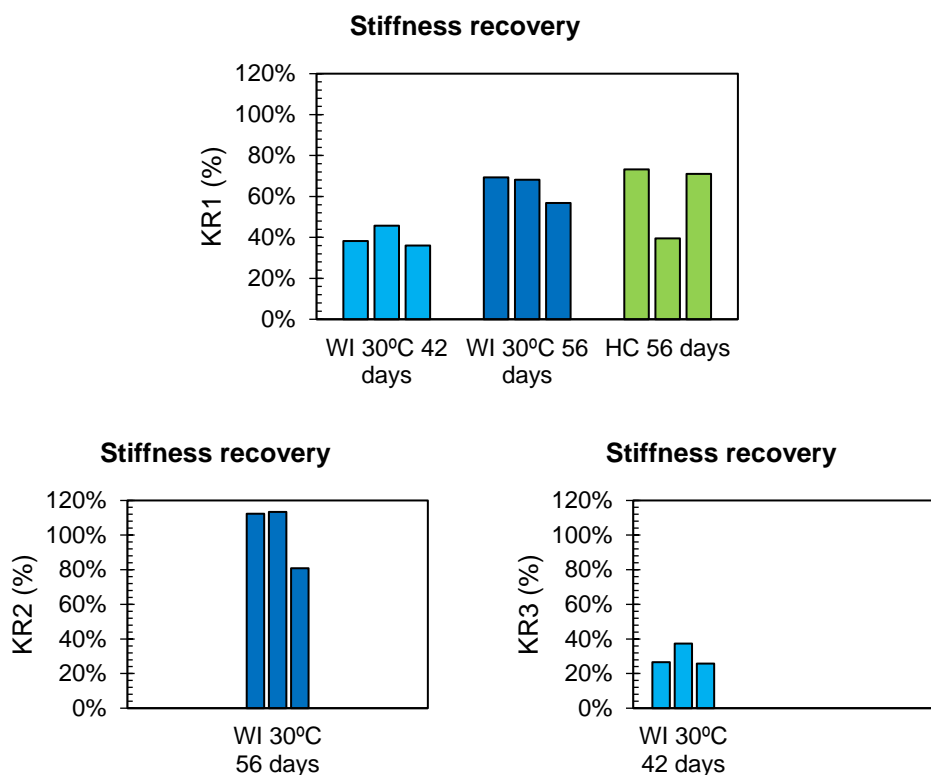 Stiffness recovery
120%
100%
80%
60%
40%
20%
0%
KR1 (%)
WI 30ºC 42 days
WI 30ºC 56 days
HC 56 days
Stiffness recovery
120%
100%
80%
60%
40%
20%
0%
KR2 (%)
WI 30ºC
56 days
Stiffness recovery
120%
100%
80%
60%
40%
20%
0%
KR3 (%)
WI 30ºC
42 days